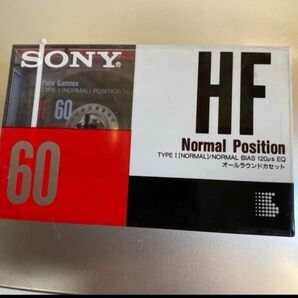 SONY®
Pure Gamma
TYPE I (NORMAL) POSITION
60
60
HF
Normal Position
TYPE I [NORMAL]/NORMAL BIAS 120μs EQ
オールラウンドカセット